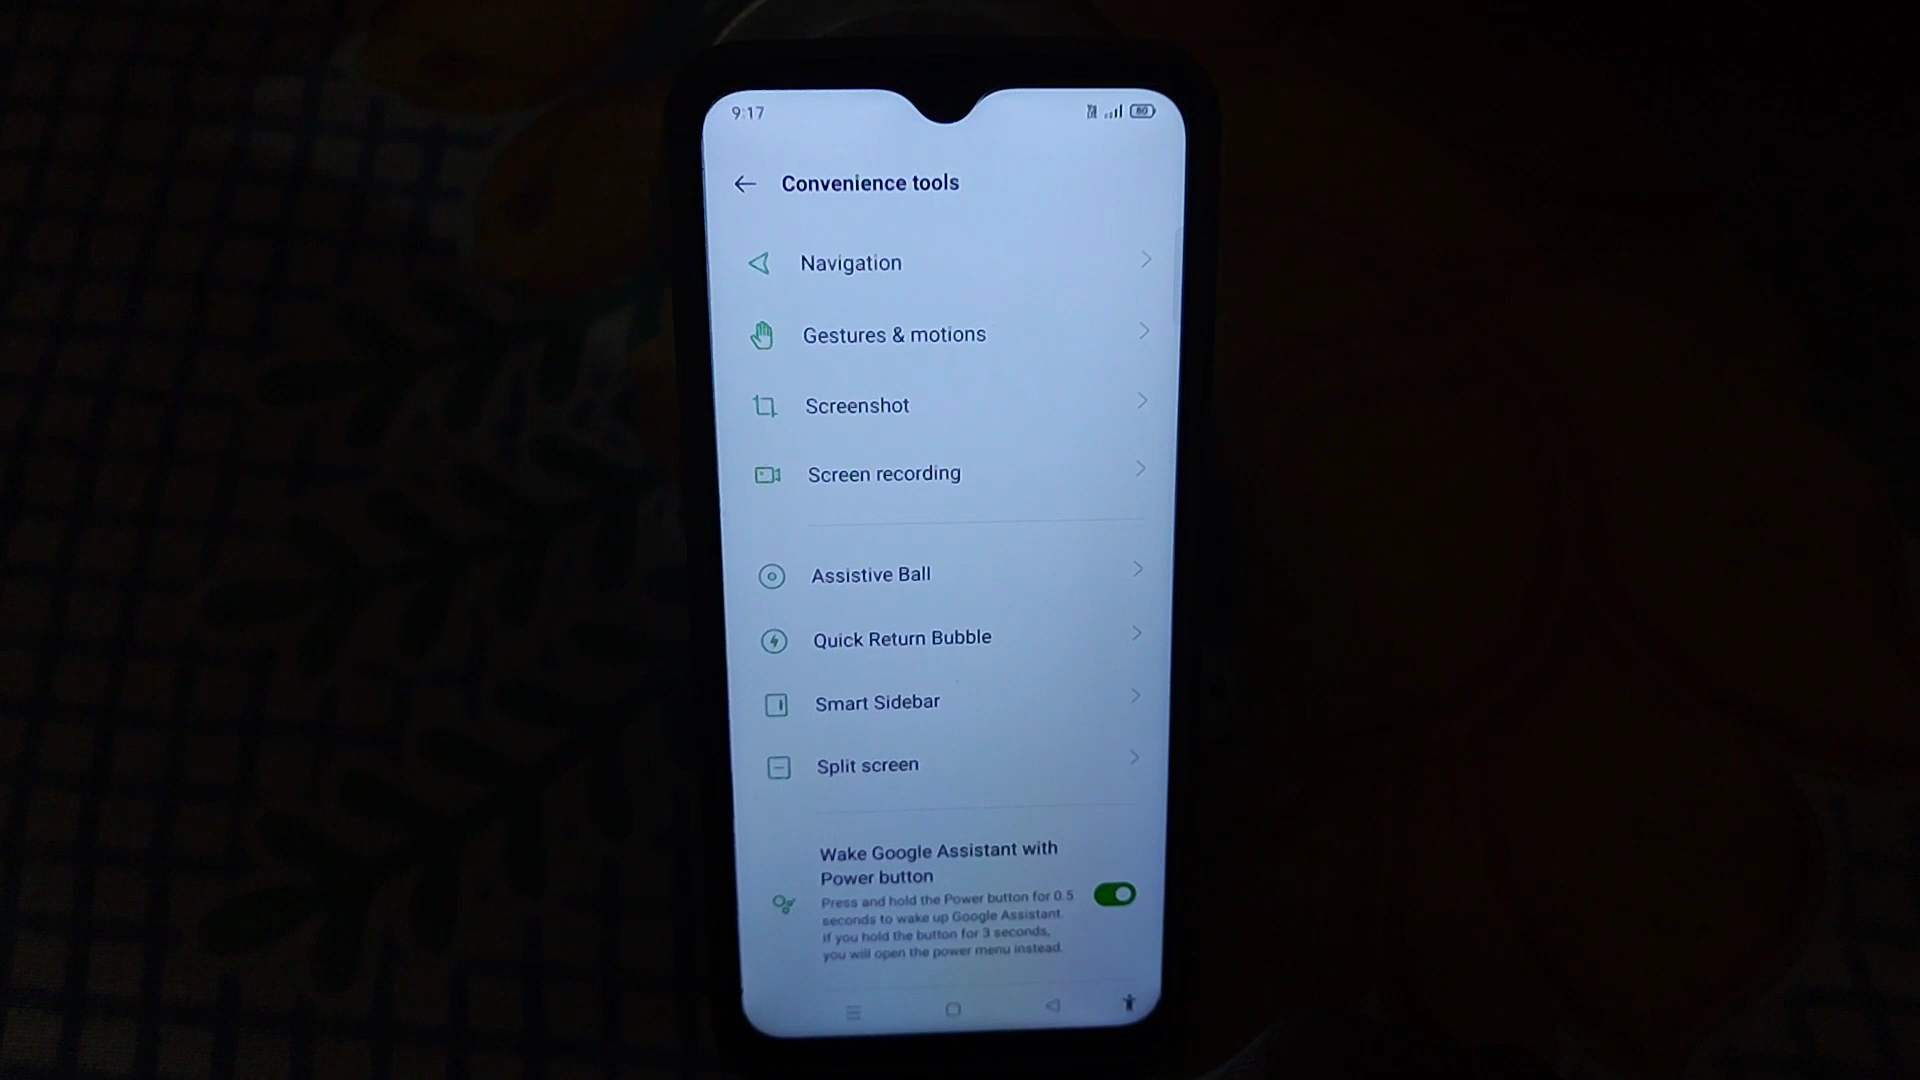 9:17
60
Convenience tools
Navigation
Gestures & motions
Screenshot
Screen recording
Assistive Ball
Quick Return Bubble
Smart Sidebar
Split screen
Wake Google Assistant with
Power button
Press and hold the Power button for 0.5
seconds to wake up Google Assistant.
If you hold the button for 3 seconds,
you will open the power menu instead.